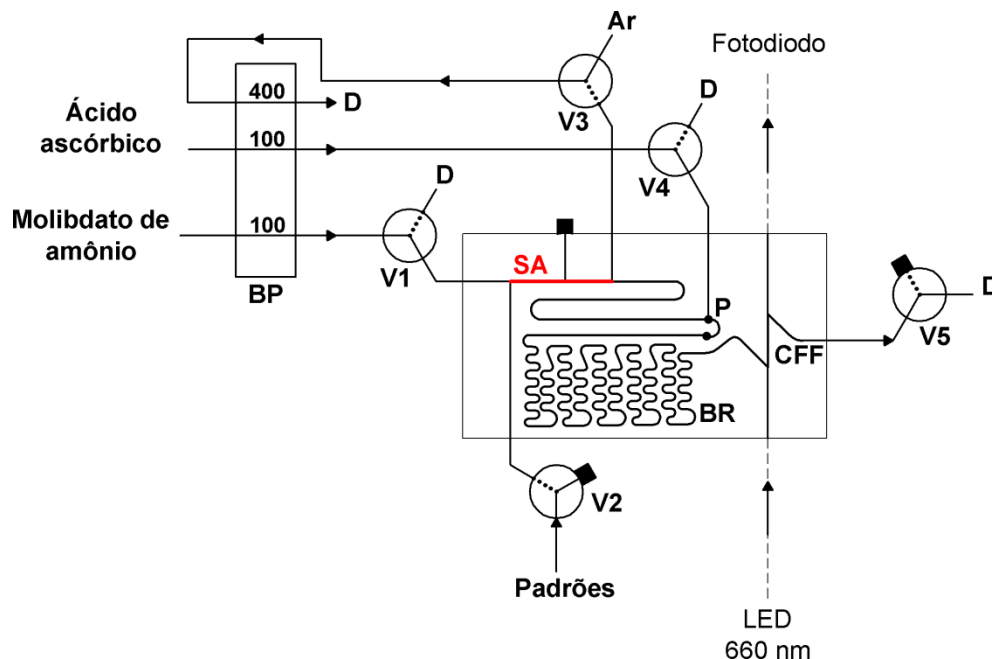 Ar
Fotodiodo
400
D
V3
D
Ácido
ascórbico
100
V4
Molibdato de
amônio
100
D
V1
BP
SA
P
D
V5
CFF
BR
V2
Padrões
LED
660 nm